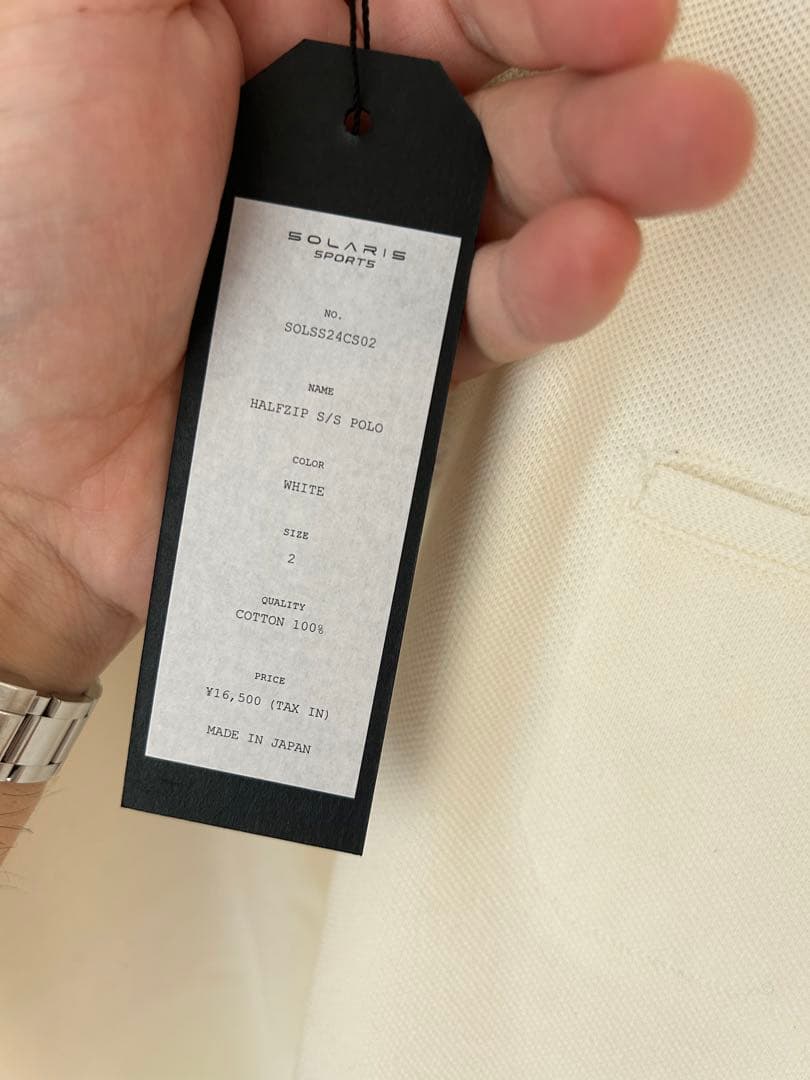 SOLARIS
SPORTS
NO.
SOLSS24CS02
NAME
HALFZIP S/S POLO
COLOR
WHITE
SIZE
2
QUALITY
COTTON 100%
PRICE
¥16,500 (TAX IN)
MADE IN JAPAN